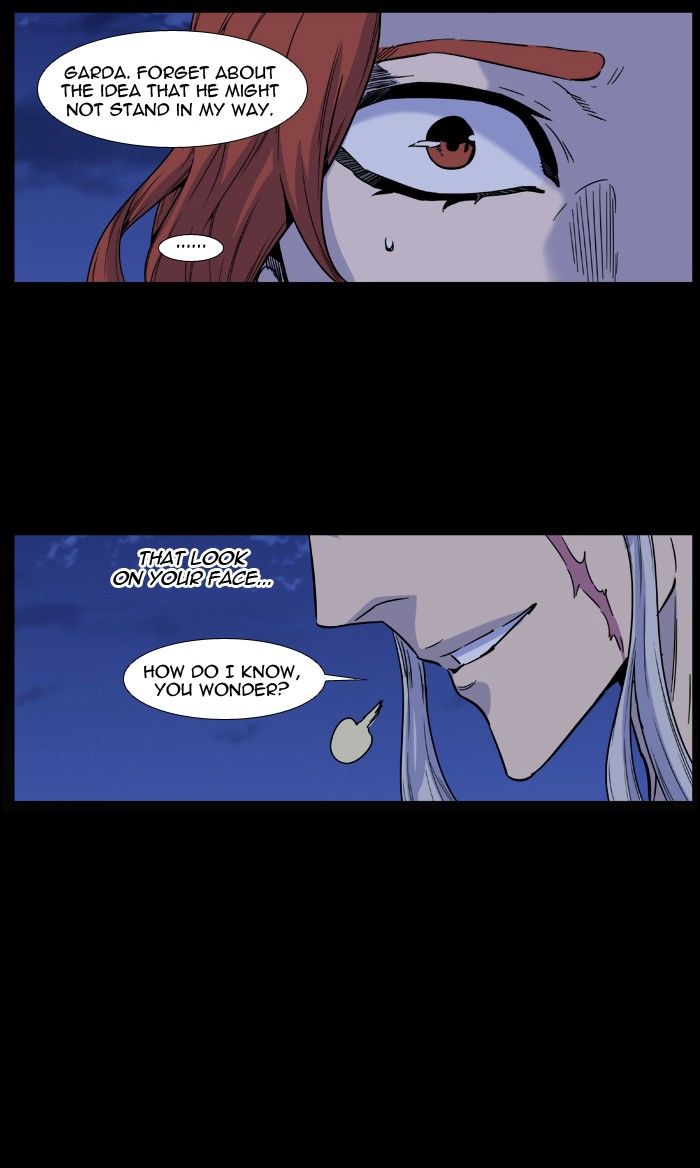 GARDA. FORGET ABOUT
THE IDEA THAT HE MIGHT
NOT STAND IN MY WAY.
......
THAT LOOK
ON YOUR FACE...
HOW DO I KNOW,
YOU WONDER?